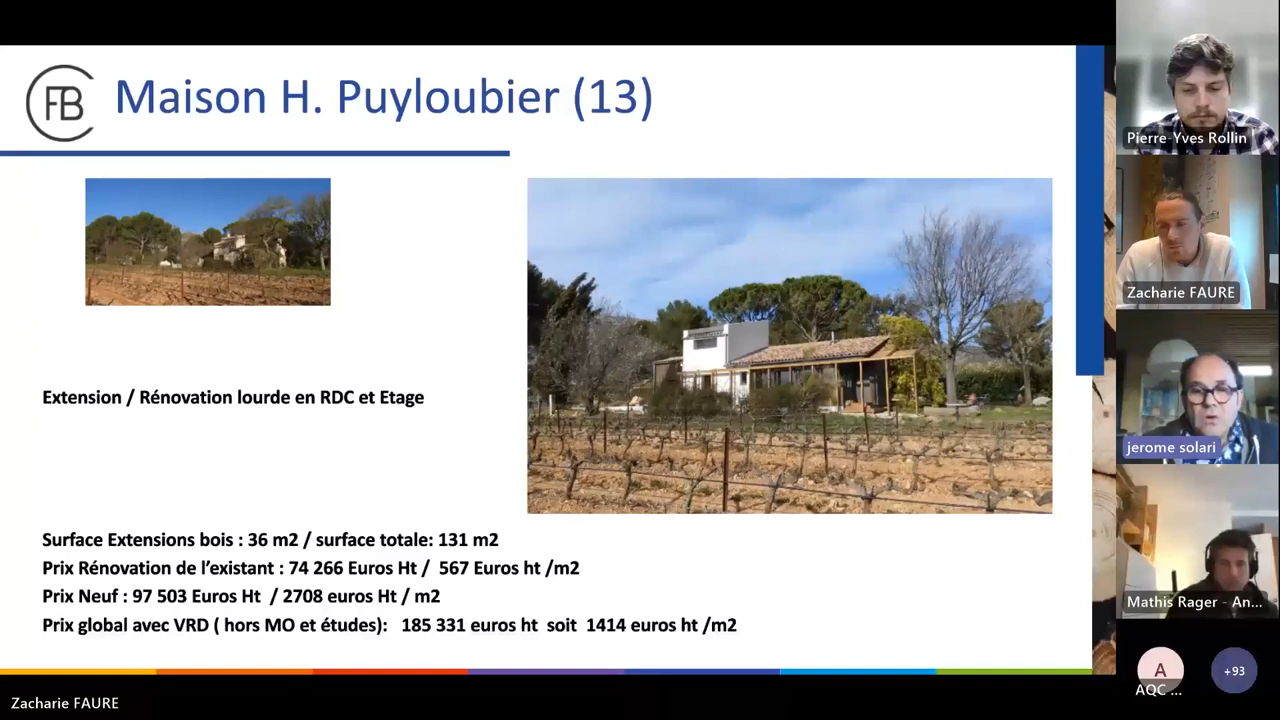 FB
Maison H. Puyloubier (13)
Extension / Rénovation lourde en RDC et Etage
Surface Extensions bois : 36 m2 / surface totale: 131 m2
Prix Rénovation de l'existant : 74 266 Euros Ht / 567 Euros ht /m2
Prix Neuf : 97 503 Euros Ht / 2708 euros Ht / m2
Prix global avec VRD ( hors MO et études): 185 331 euros ht soit 1414 euros ht /m2
Pierre-Yves Rollin
Zacharie FAURE
jerome solari
Mathis Rager - An...
A
AQC ...
+93
Zacharie FAURE